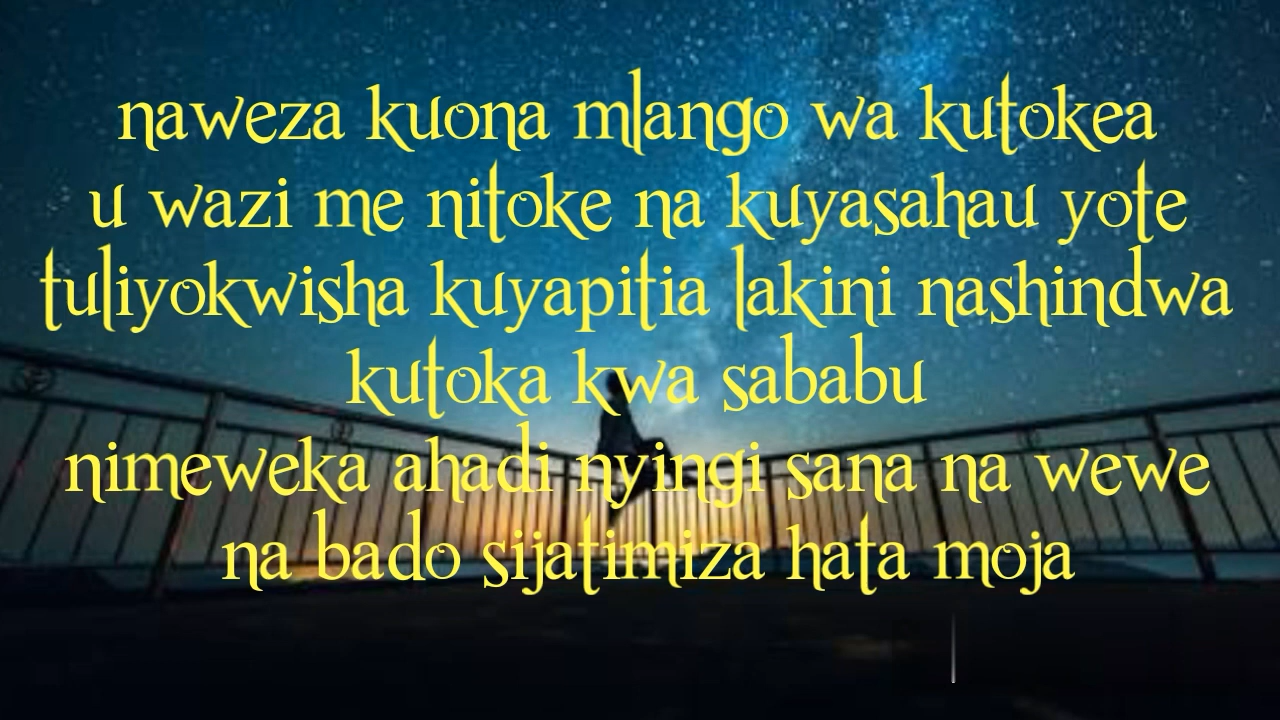 naweza kuona mlango wa kutokea
u wazi me nitoke na kuyasahau yote
tuliyokwisha kuyapitia lakini nashindwa
kutoka kwa sababu
nimeweka ahadi nyingi sana na wewe
na bado sijatimiza hata moja